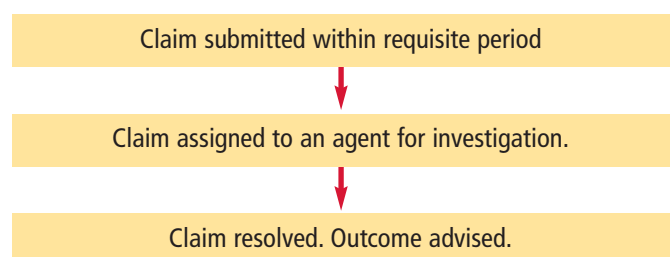 Claim submitted within requisite period
Claim assigned to an agent for investigation.
Claim resolved. Outcome advised.